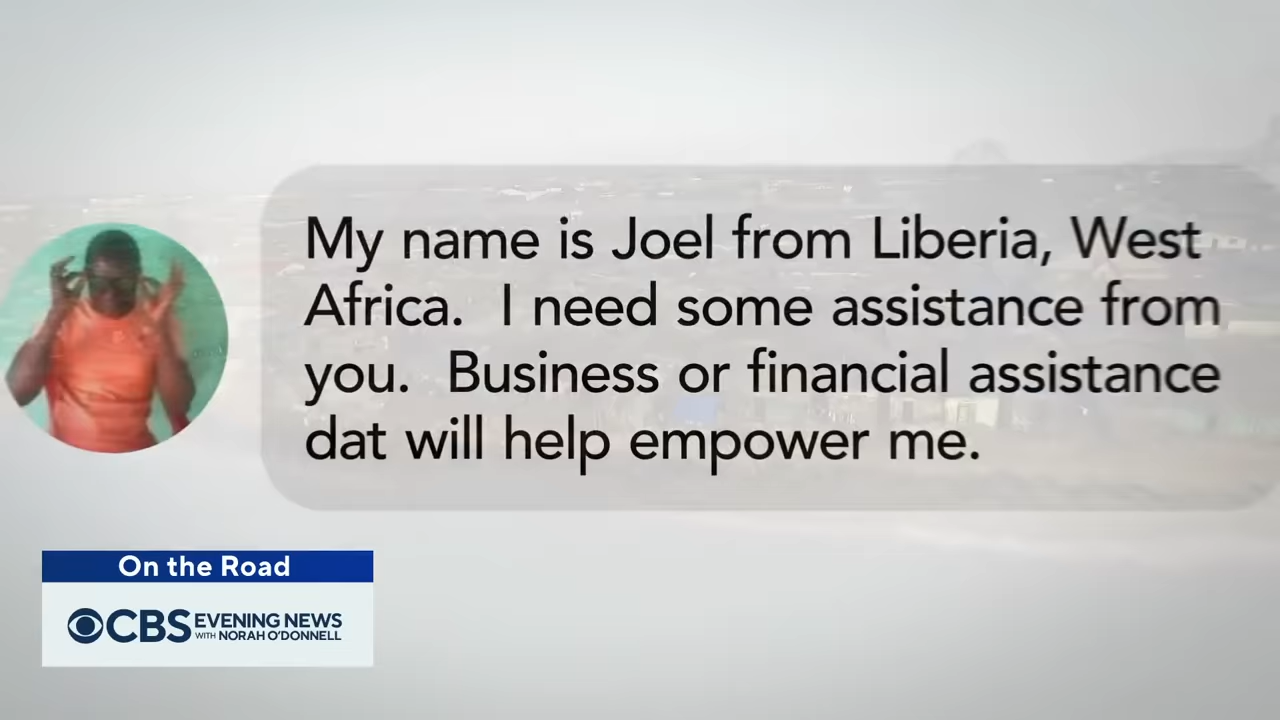 My name is Joel from Liberia, West
Africa. I need some assistance from
you. Business or financial assistance
dat will help empower me.
On the Road
CBS EVENING NEWS
WITH NORAH O'DONNELL